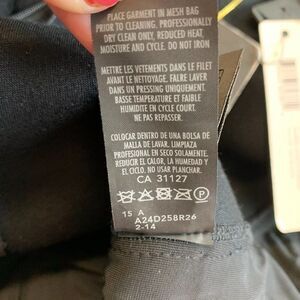 PLACE GARMENT IN MESH BAG
PRIOR TO CLEANING. PROFESSIONALLY
DRY CLEAN ONLY, REDUCED HEAT,
MOISTURE AND CYCLE. DO NOT IRON
METTRE LES VETEMENTS DANS LE FILET
AVANT LE NETTOYAGE. FAIRE LAVER
DANS UN PRESSING UNIQUEMENT.
BASSE TEMPERATURE ET FAIBLE
HUMIDITE EN CYCLE COURT.
NE PAS REPASSER.
COLOCAR DENTRO DE UNA BOLSA DE
MALLA DE LAVAR. LIMPIAZA
PROFESIONAL EN SECO SOLAMENTE.
REDUCIR EL CALOR, LA HUMEDAD Y
EL CICLO. NO USAR PLANCHAR.
CA 31127
P
15 A
A24D258R26
2-14